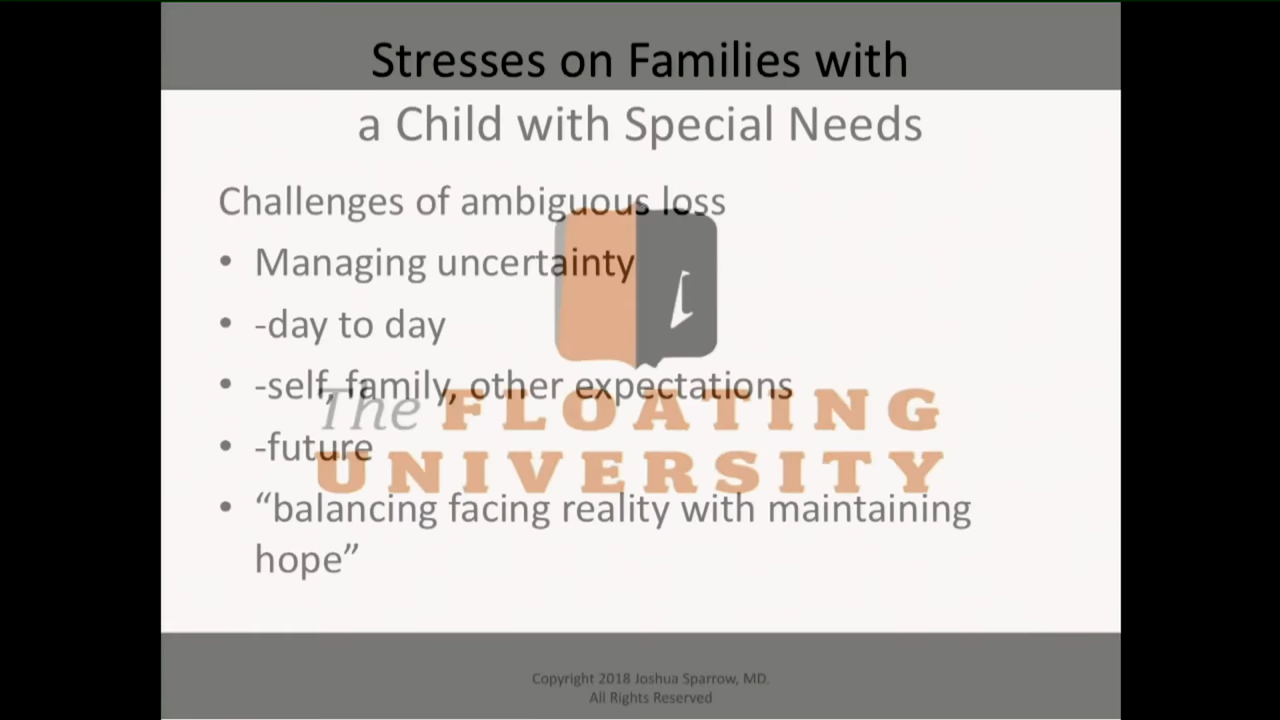 Stresses on Families with
a Child with Special Needs
Challenges of ambiguous loss
• Managing uncertainty
• -day to day
• -self, family, other expectations
• -future
• “balancing facing reality with maintaining
hope”
The FLOATING
UNIVERSITY
Copyright 2018 Joshua Sparrow, MD.
All Rights Reserved